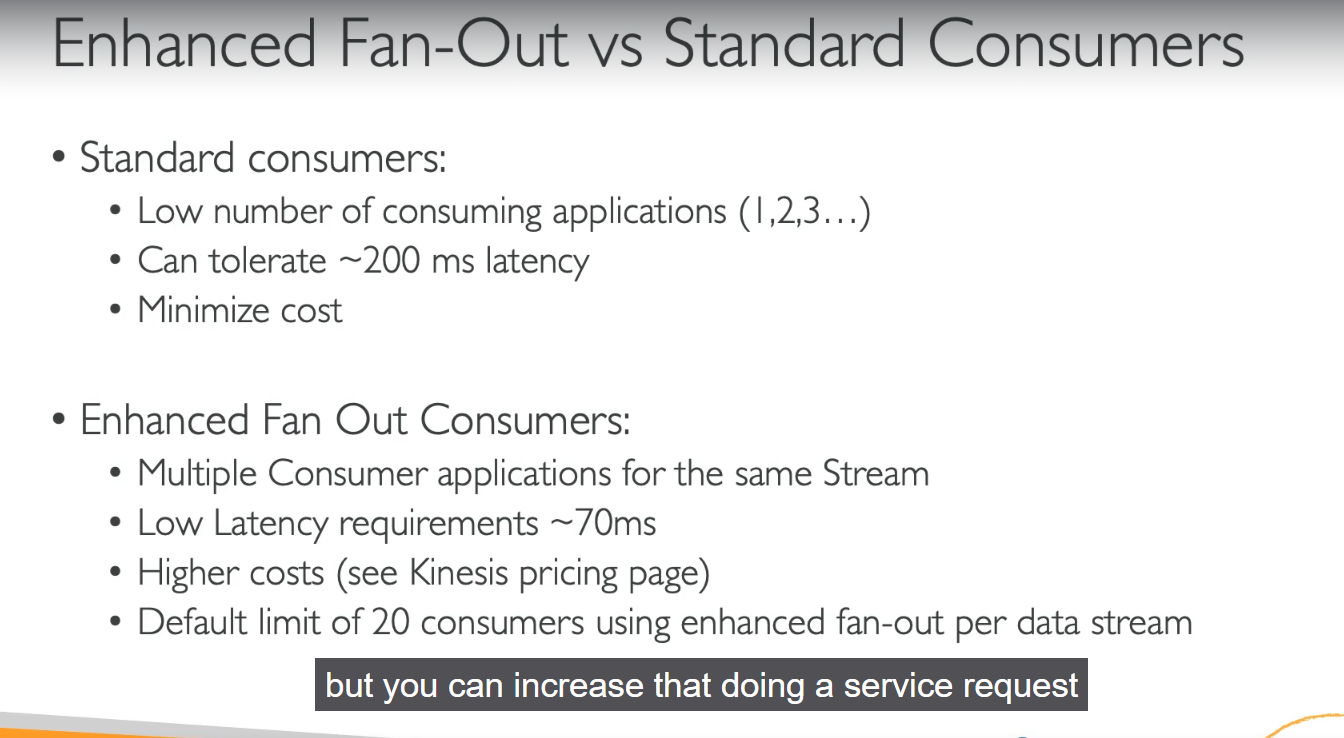 Enhanced Fan-Out vs Standard Consumers
• Standard consumers:
• Low number of consuming applications (1,2,3…)
• Can tolerate ~200 ms latency
• Minimize cost
• Enhanced Fan Out Consumers:
• Multiple Consumer applications for the same Stream
• Low Latency requirements ~70ms
• Higher costs (see Kinesis pricing page)
• Default limit of 20 consumers using enhanced fan-out per data stream
but you can increase that doing a service request